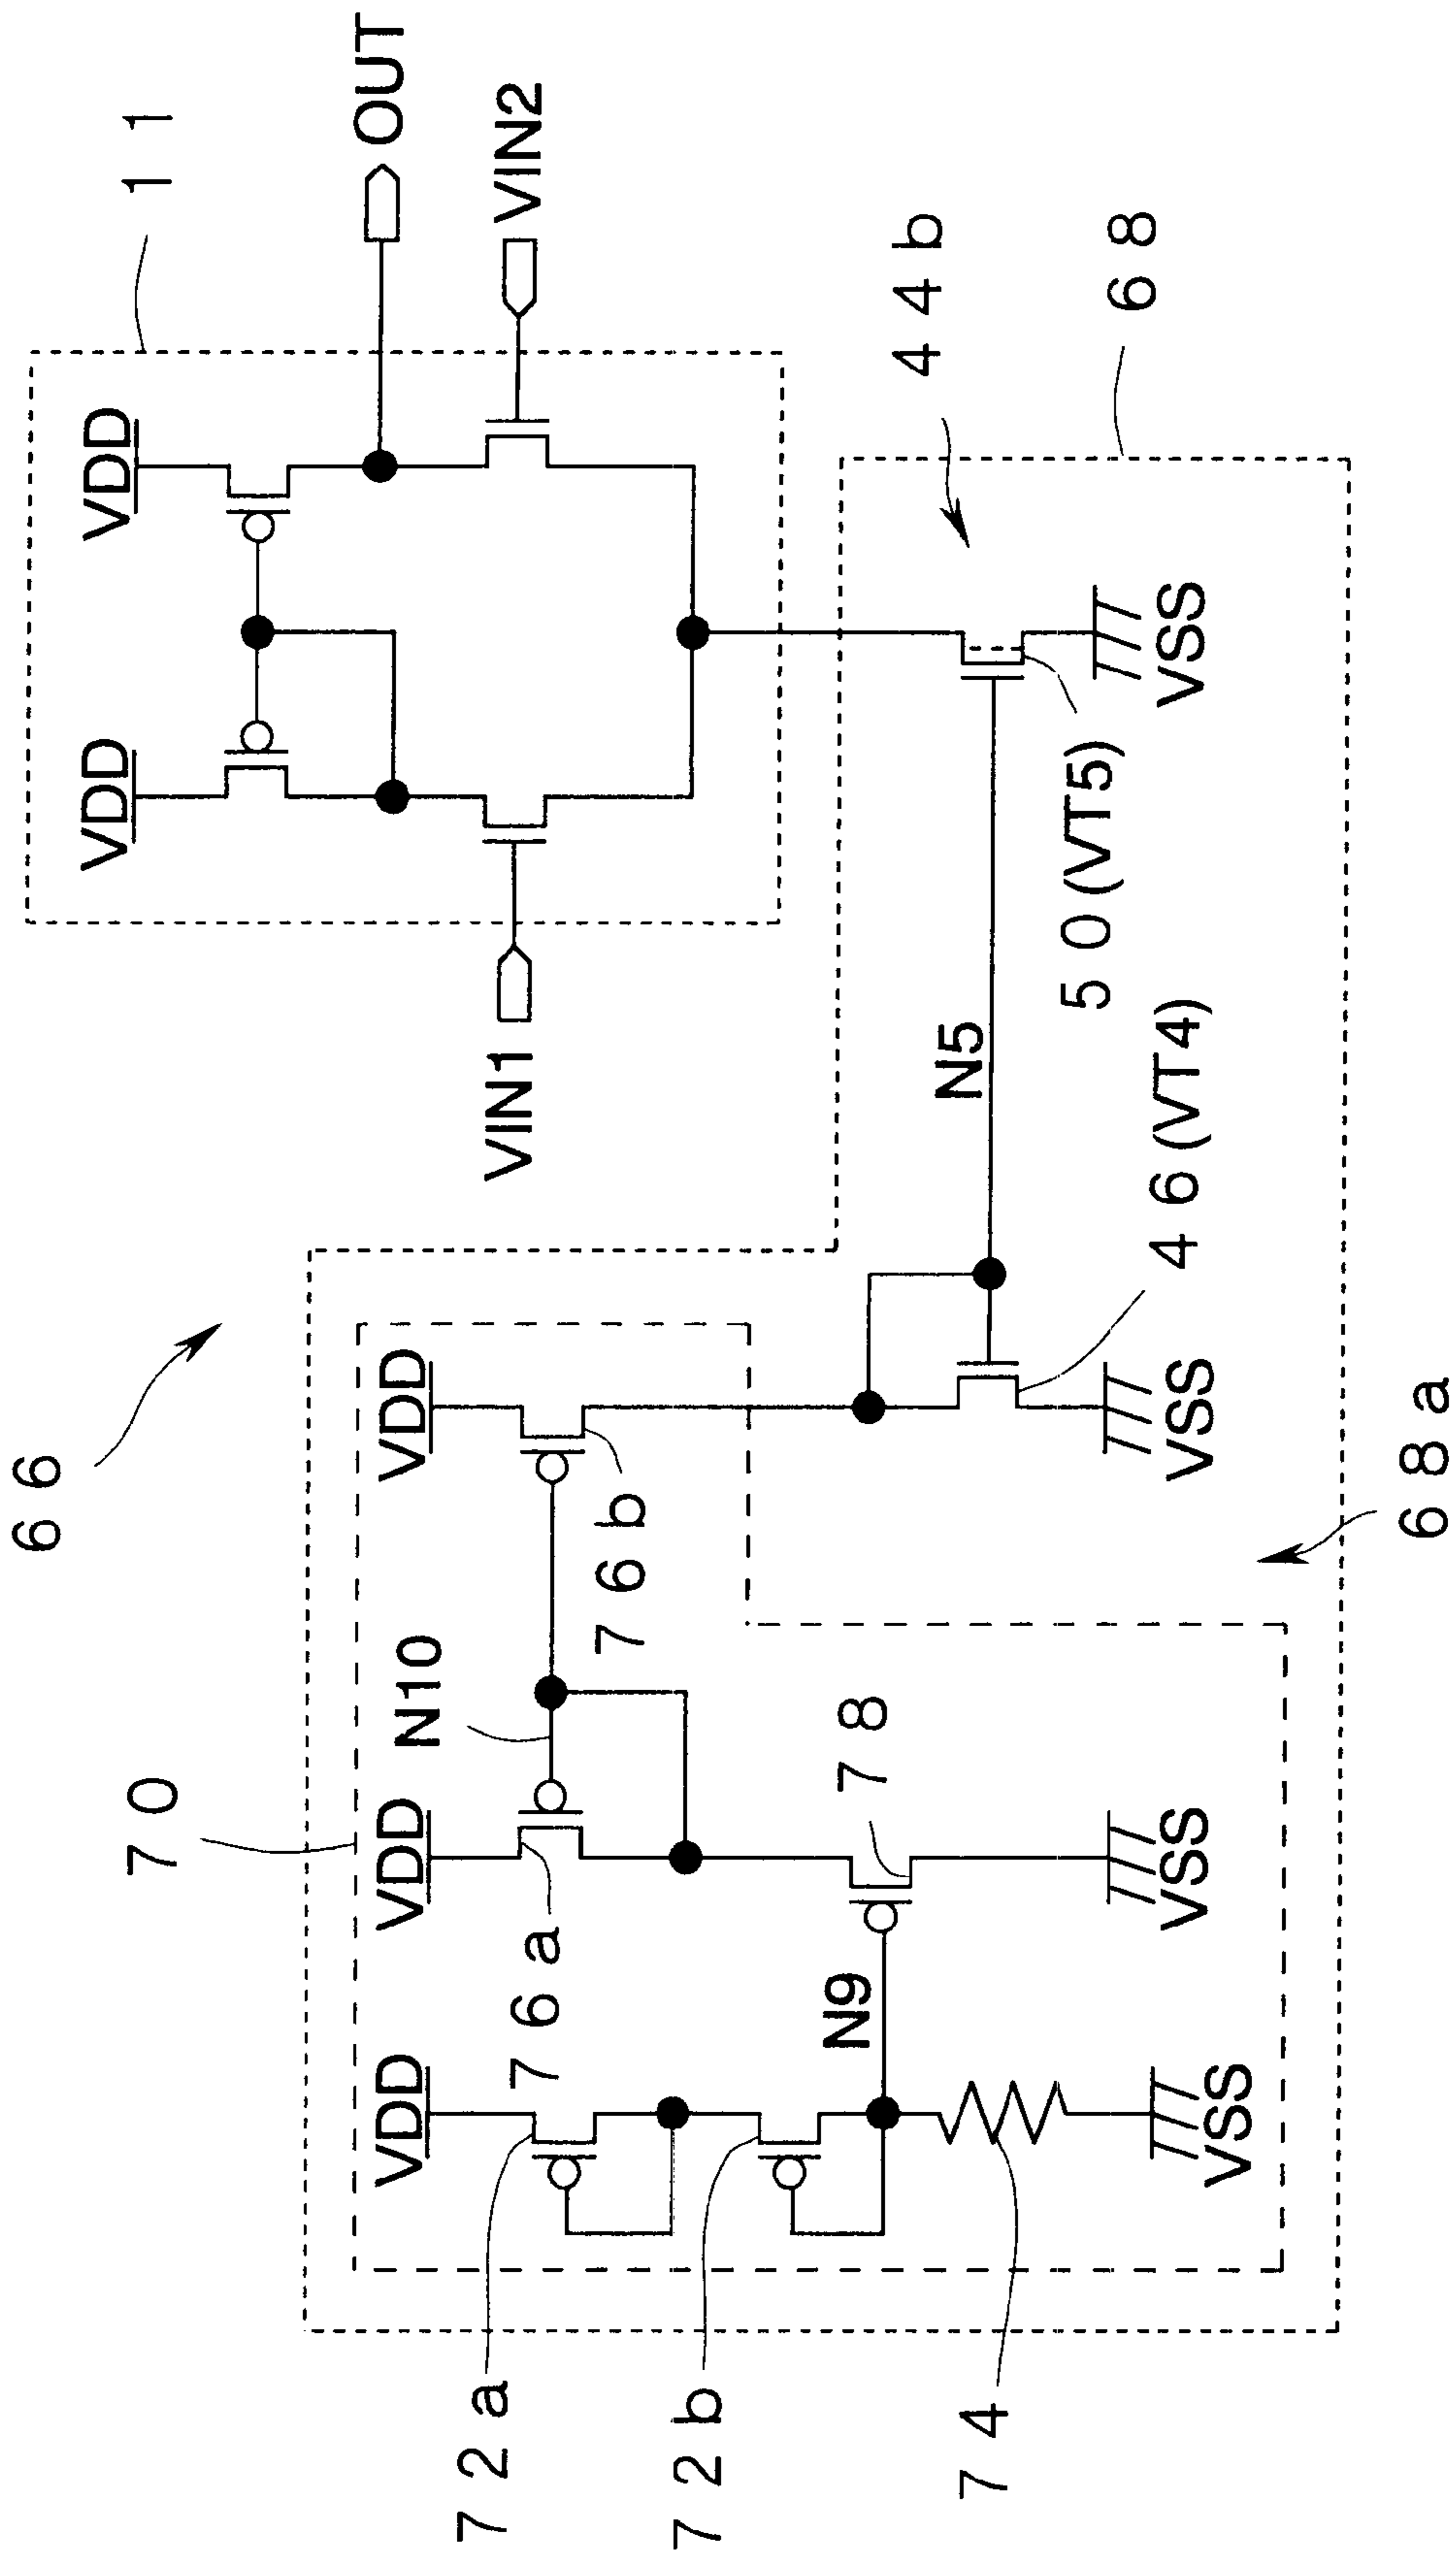 66
11
VDD
VDD
OUT
VIN1
VIN2
70
N10
VDD
VDD
VDD
76a
76b
72a
72b
N9
78
74
N5
44b
50(VT5)
46(VT4)
VSS
VSS
VSS
VSS
68
68a